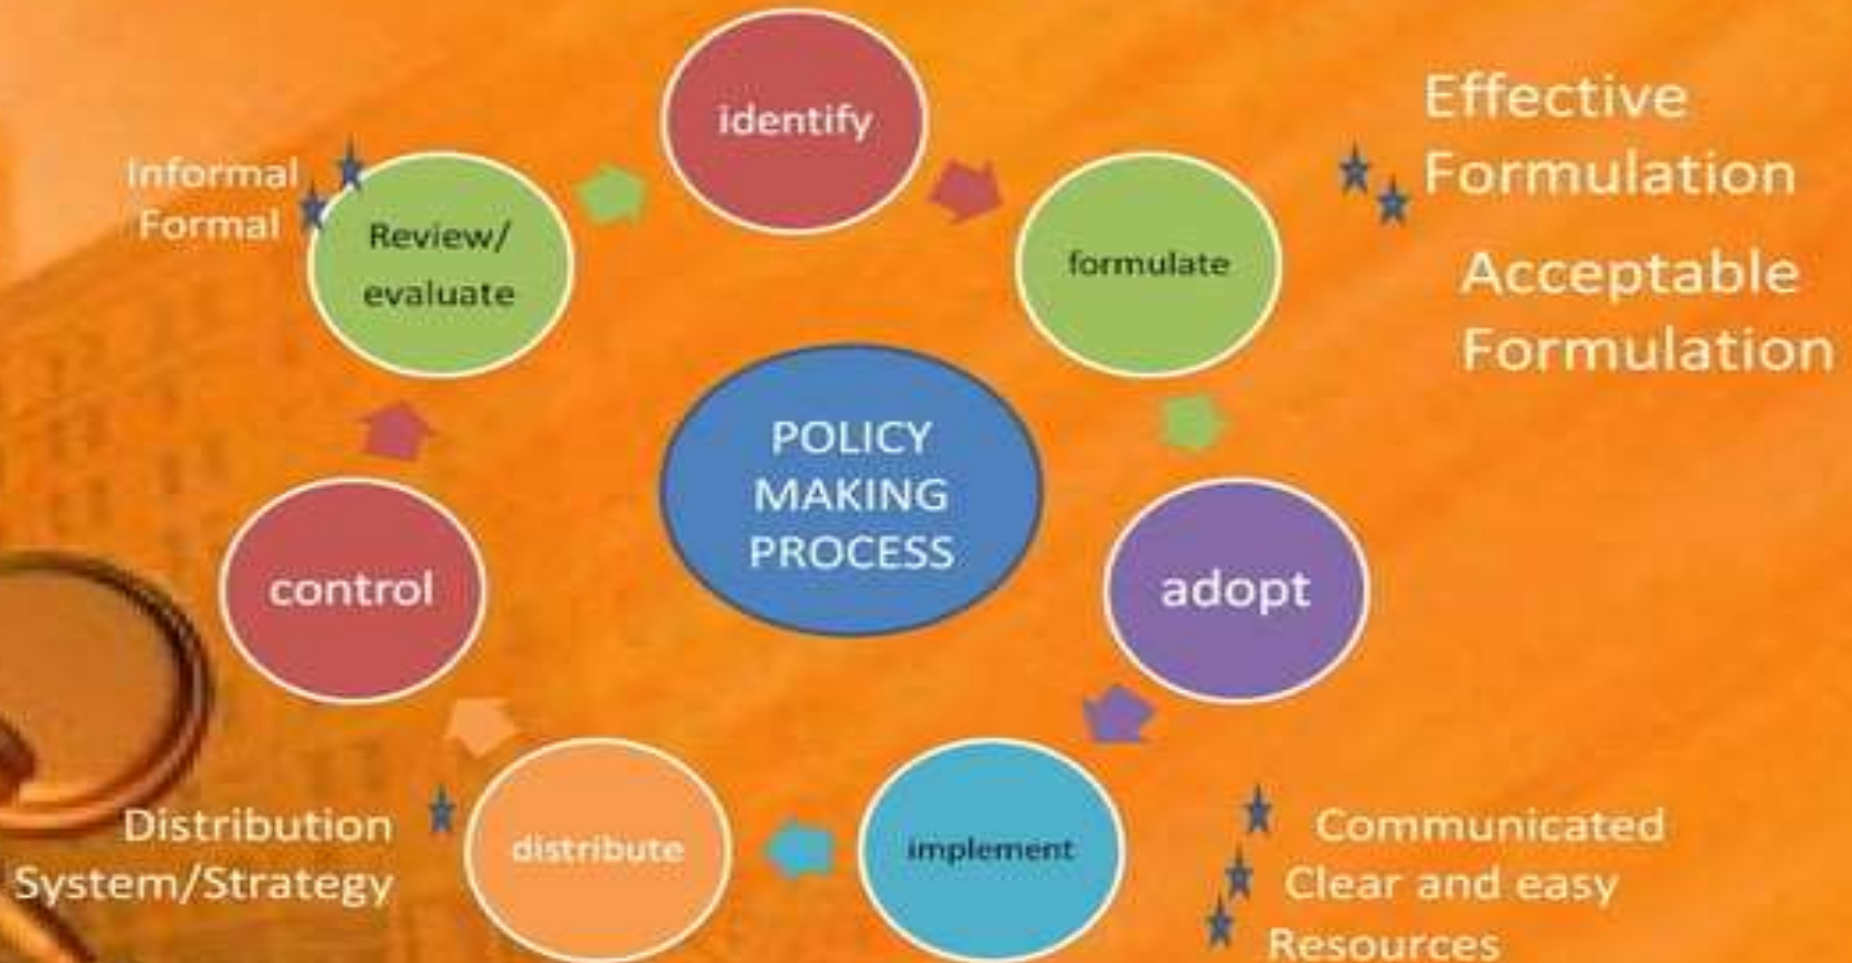 identify
Effective
Formulation
Acceptable
Formulation
Informal
Formal
Review/
evaluate
formulate
POLICY
MAKING
PROCESS
control
adopt
Distribution
System/Strategy
distribute
implement
Communicated
Clear and easy
Resources